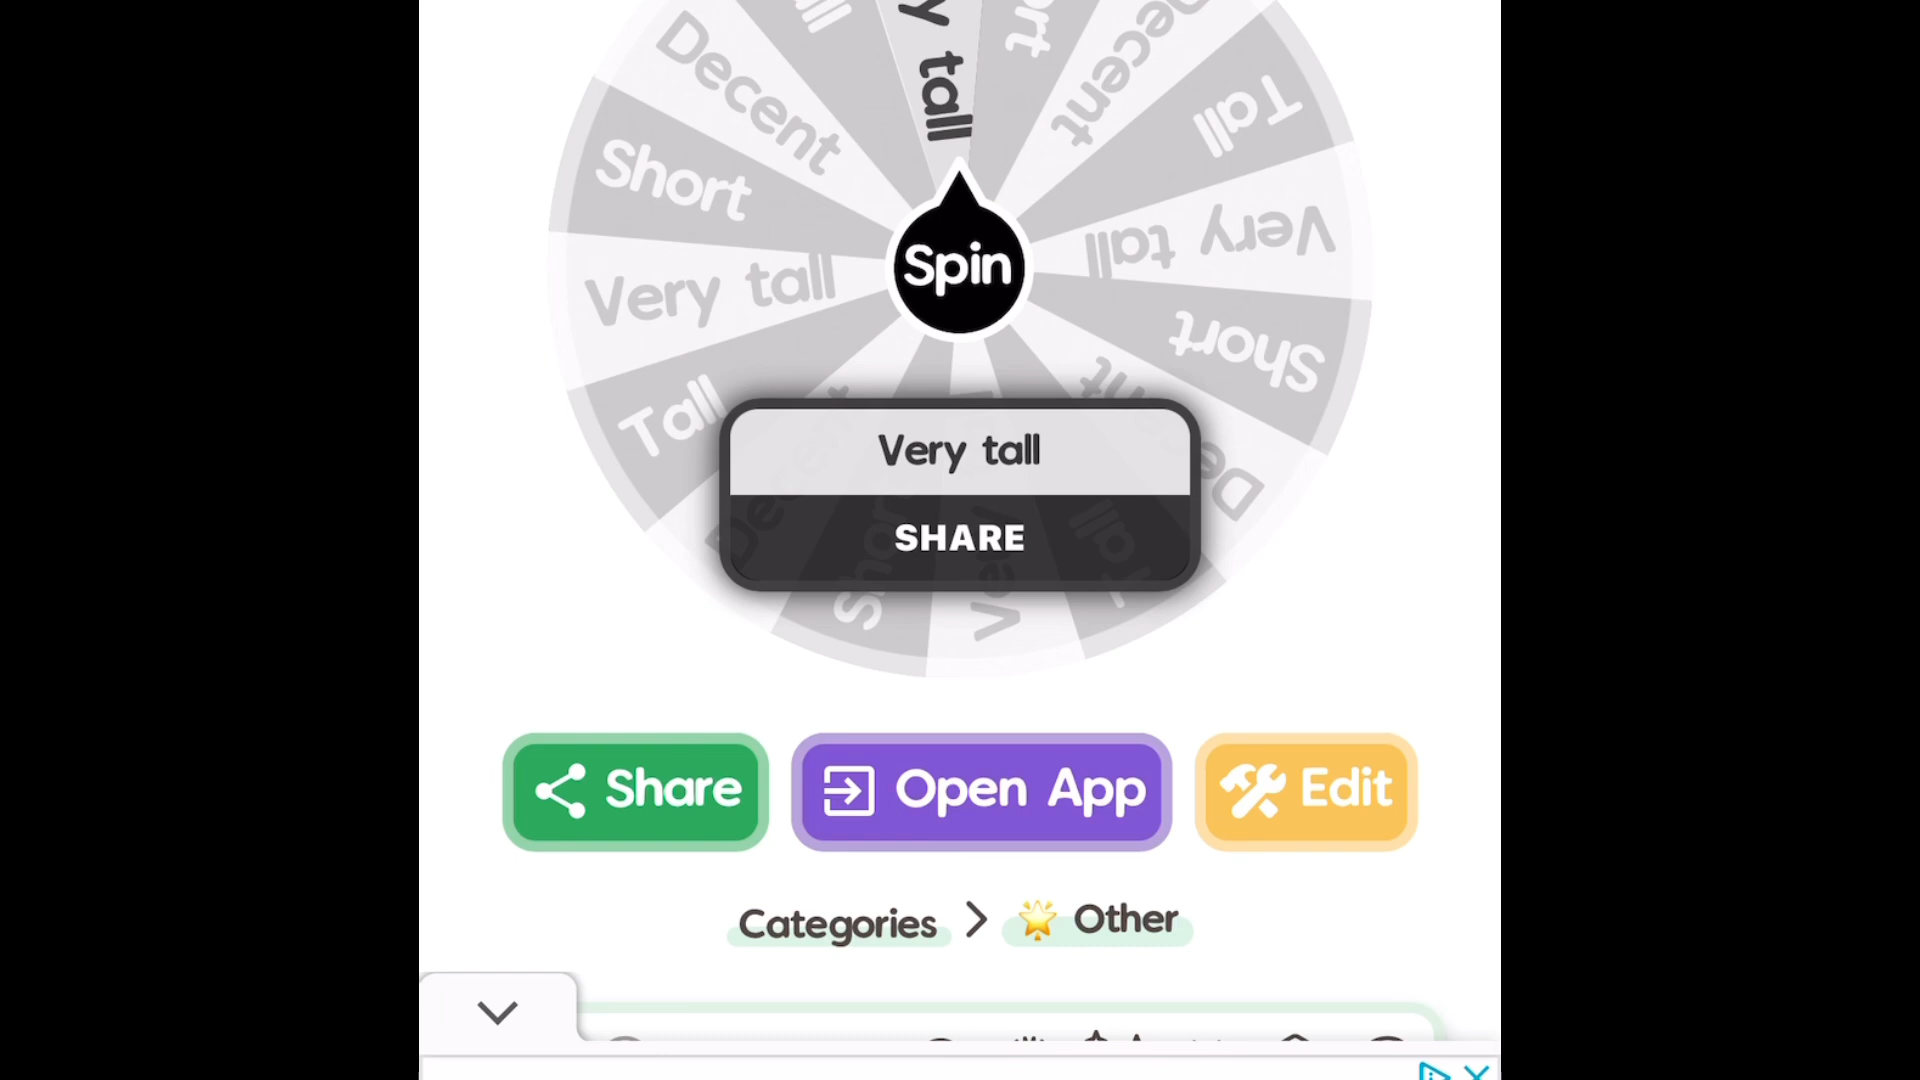 Decent
Short
Very tall
Tall
tall
Decent
Tall
Very tall
Short
Spin
Very tall
SHARE
Share
Open App
Edit
Categories > 🌟 Other